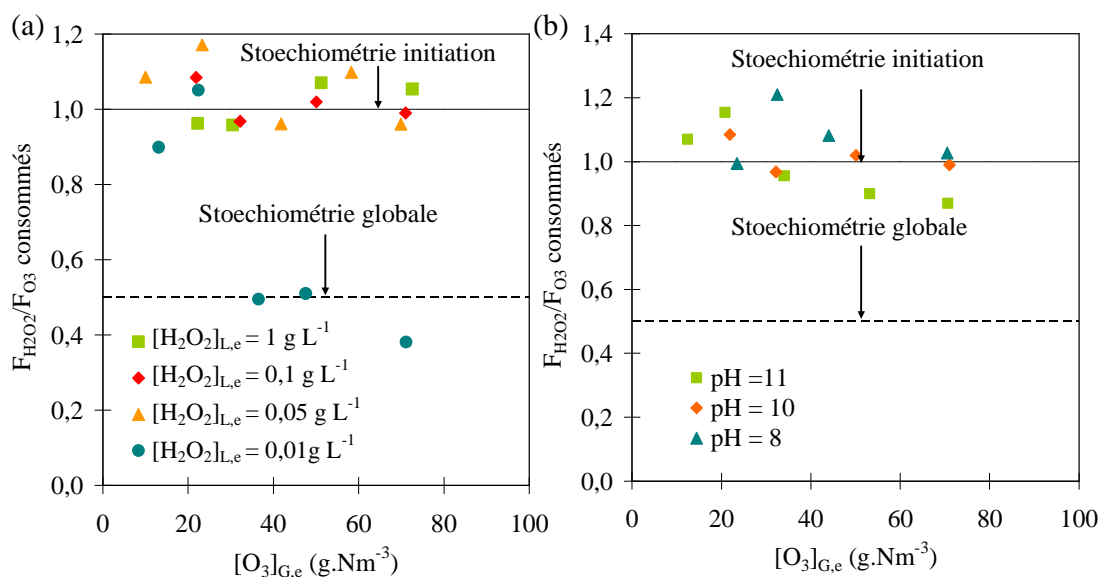 (a)
F_H2O2/F_O3 consommés
1,2
1,0
0,8
0,6
0,4
0,2
0,0
Stoechiométrie initiation
Stoechiométrie globale
[H2O2]L,e = 1 g L-1
[H2O2]L,e = 0,1 g L-1
[H2O2]L,e = 0,05 g L-1
[H2O2]L,e = 0,01g L-1
0 20 40 60 80 100
[O3]G,e (g.Nm-3)
(b)
F_H2O2/F_O3 consommés
1,4
1,2
1,0
0,8
0,6
0,4
0,2
0,0
Stoechiométrie initiation
Stoechiométrie globale
pH =11
pH = 10
pH = 8
0 20 40 60 80 100
[O3]G,e (g.Nm-3)